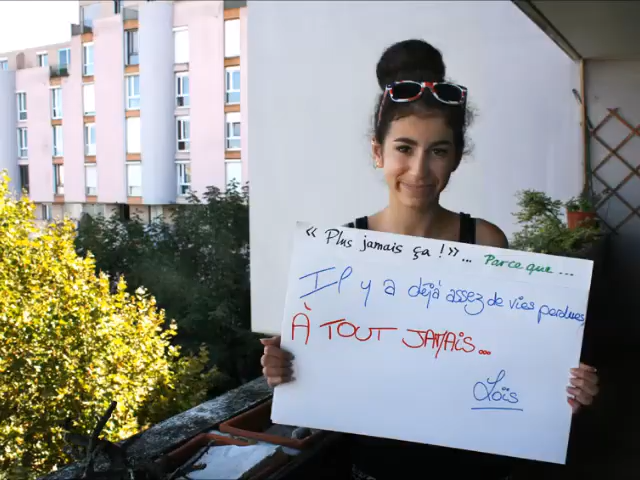 « Plus jamais ça ! »... Parce que ...
Il y a déjà assez de vies perdues
À TOUT JAMAIS...
Loïs